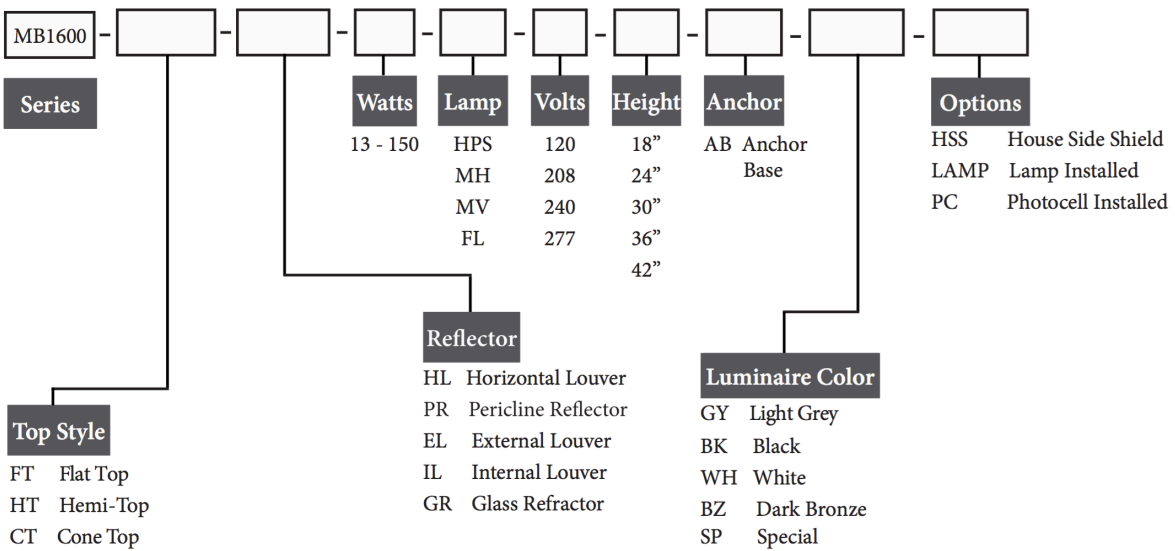 MB1600 - - - - - - - -
Series
Watts
13 - 150
Lamp
HPS
MH
MV
FL
Volts
120
208
240
277
Height
18”
24”
30”
36”
42”
Anchor
AB Anchor
Base
Options
HSS House Side Shield
LAMP Lamp Installed
PC Photocell Installed
Reflector
HL Horizontal Louver
PR Pericline Reflector
EL External Louver
IL Internal Louver
GR Glass Refractor
Luminaire Color
GY Light Grey
BK Black
WH White
BZ Dark Bronze
SP Special
Top Style
FT Flat Top
HT Hemi-Top
CT Cone Top